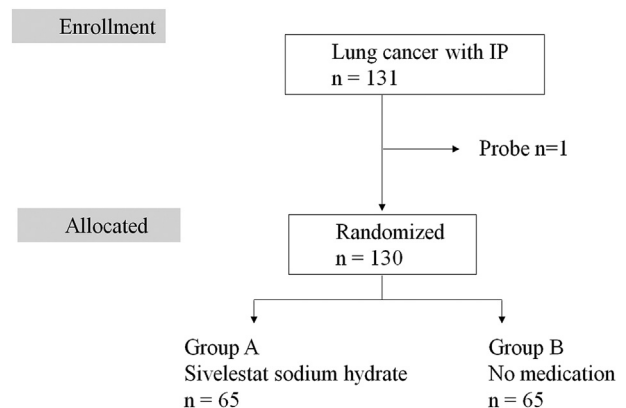 Enrollment
Lung cancer with IP
n = 131
Probe n=1
Allocated
Randomized
n = 130
Group A
Sivelestat sodium hydrate
n = 65
Group B
No medication
n = 65